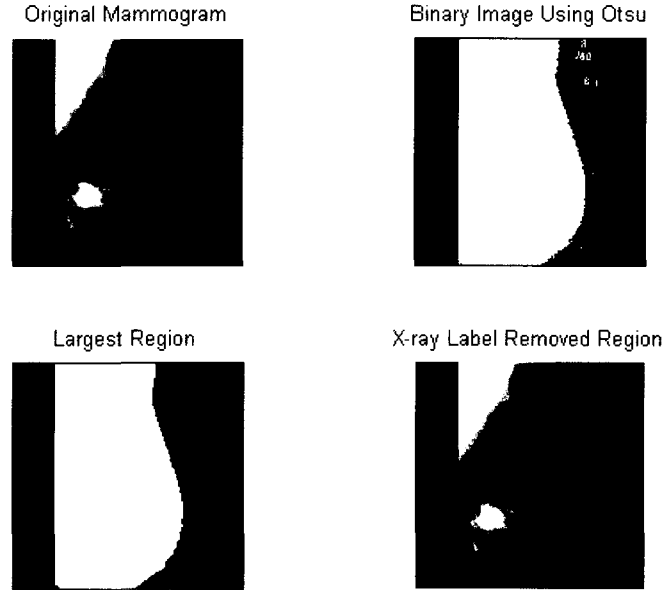 Original Mammogram
Binary Image Using Otsu
Largest Region
X-ray Label Removed Region